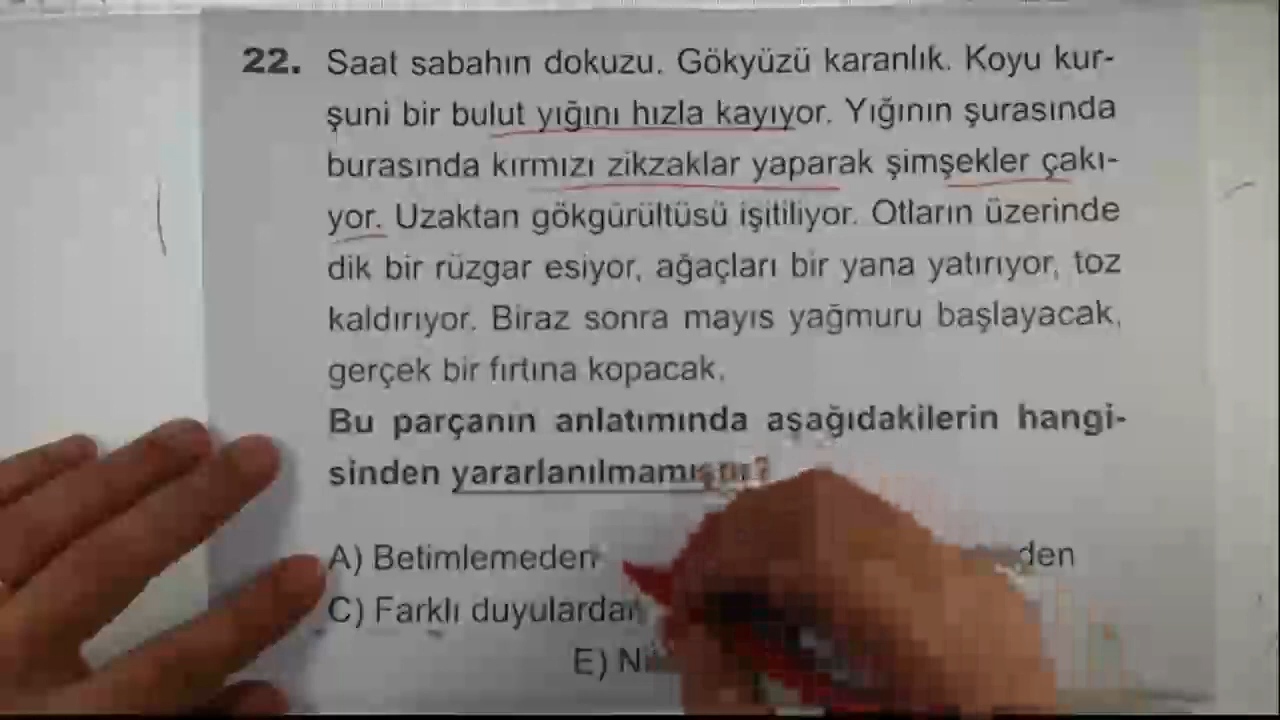 22. Saat sabahın dokuzu. Gökyüzü karanlık. Koyu kur-
şuni bir bulut yığını hızla kayıyor. Yığının şurasında
burasında kırmızı zikzaklar yaparak şimşekler çakı-
yor. Uzaktan gökgürültüsü işitiliyor. Otların üzerinde
dik bir rüzgar esiyor, ağaçları bir yana yatırıyor, toz
kaldırıyor. Biraz sonra mayıs yağmuru başlayacak,
gerçek bir fırtına kopacak.
Bu parçanın anlatımında aşağıdakilerin hangi-
sinden yararlanılmamıştır?
A) Betimlemeden
C) Farklı duyulardan
E)